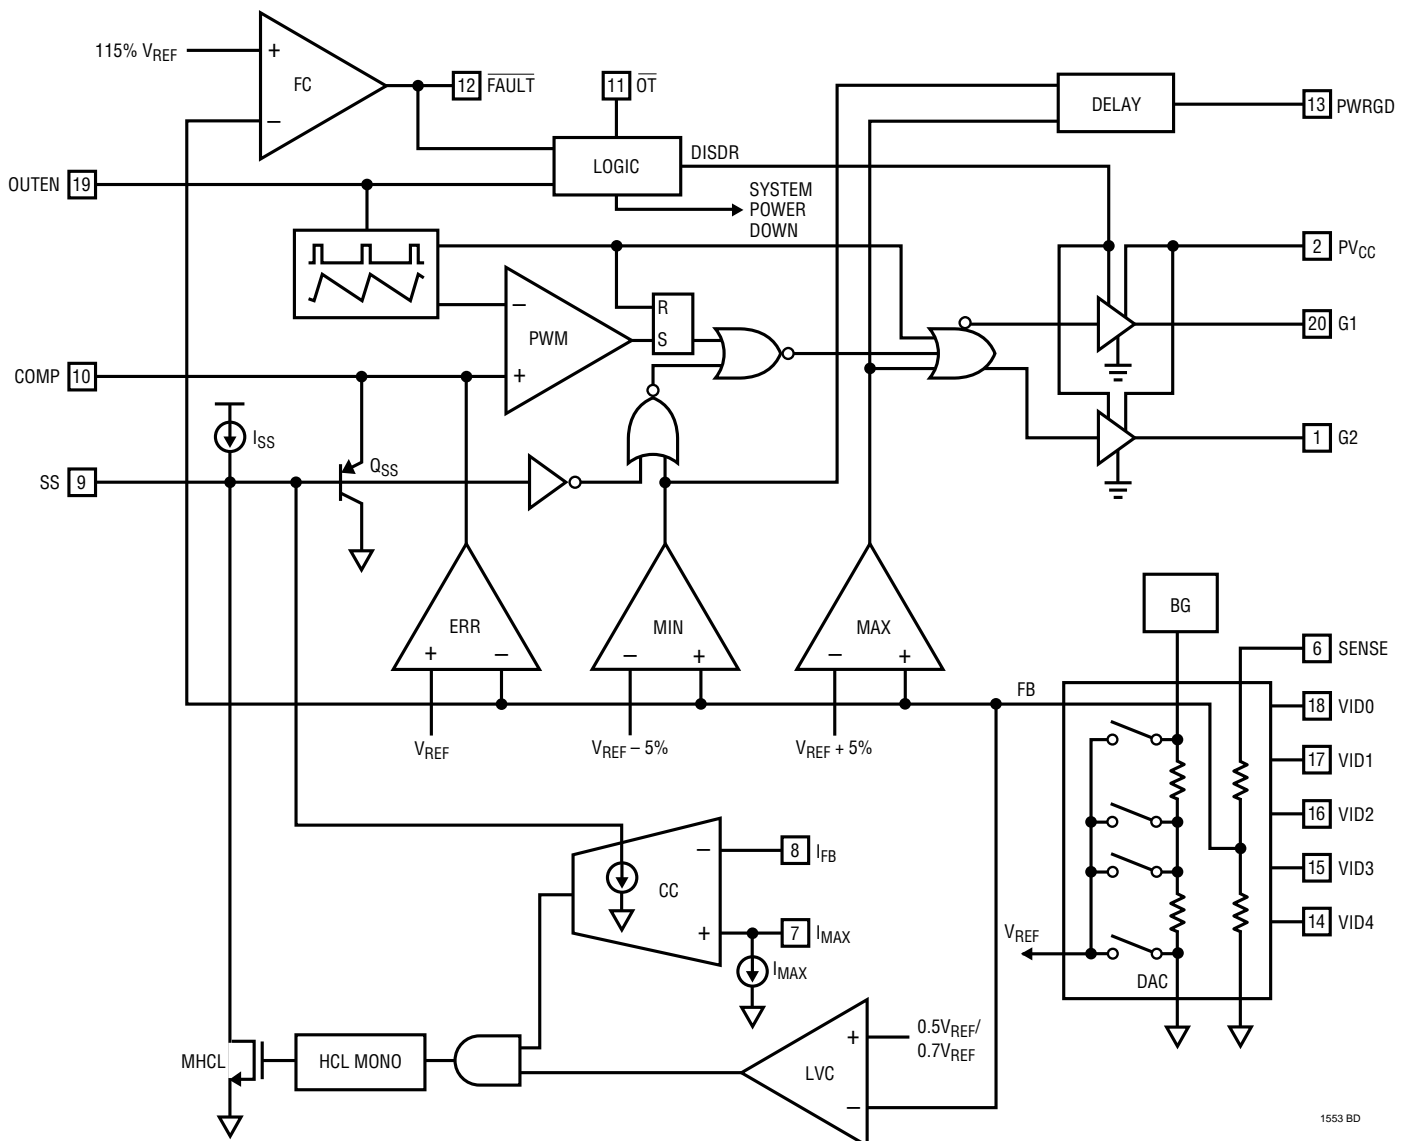 115% VREF
+
FC
–
12 FAULT
11 OT
DELAY
13 PWRGD
LOGIC
DISDR
OUTEN 19
SYSTEM
POWER
DOWN
2 PVCC
–
PWM
+
R
S
20 G1
COMP 10
ISS
1 G2
QSS
SS 9
BG
ERR
+ –
MIN
– +
MAX
– +
6 SENSE
FB
18 VID0
VREF
VREF – 5%
VREF + 5%
17 VID1
16 VID2
–
8 IFB
CC
15 VID3
+
7 IMAX
14 VID4
VREF
IMAX
DAC
0.5VREF/
0.7VREF
+
MHCL
HCL MONO
LVC
–
1553 BD